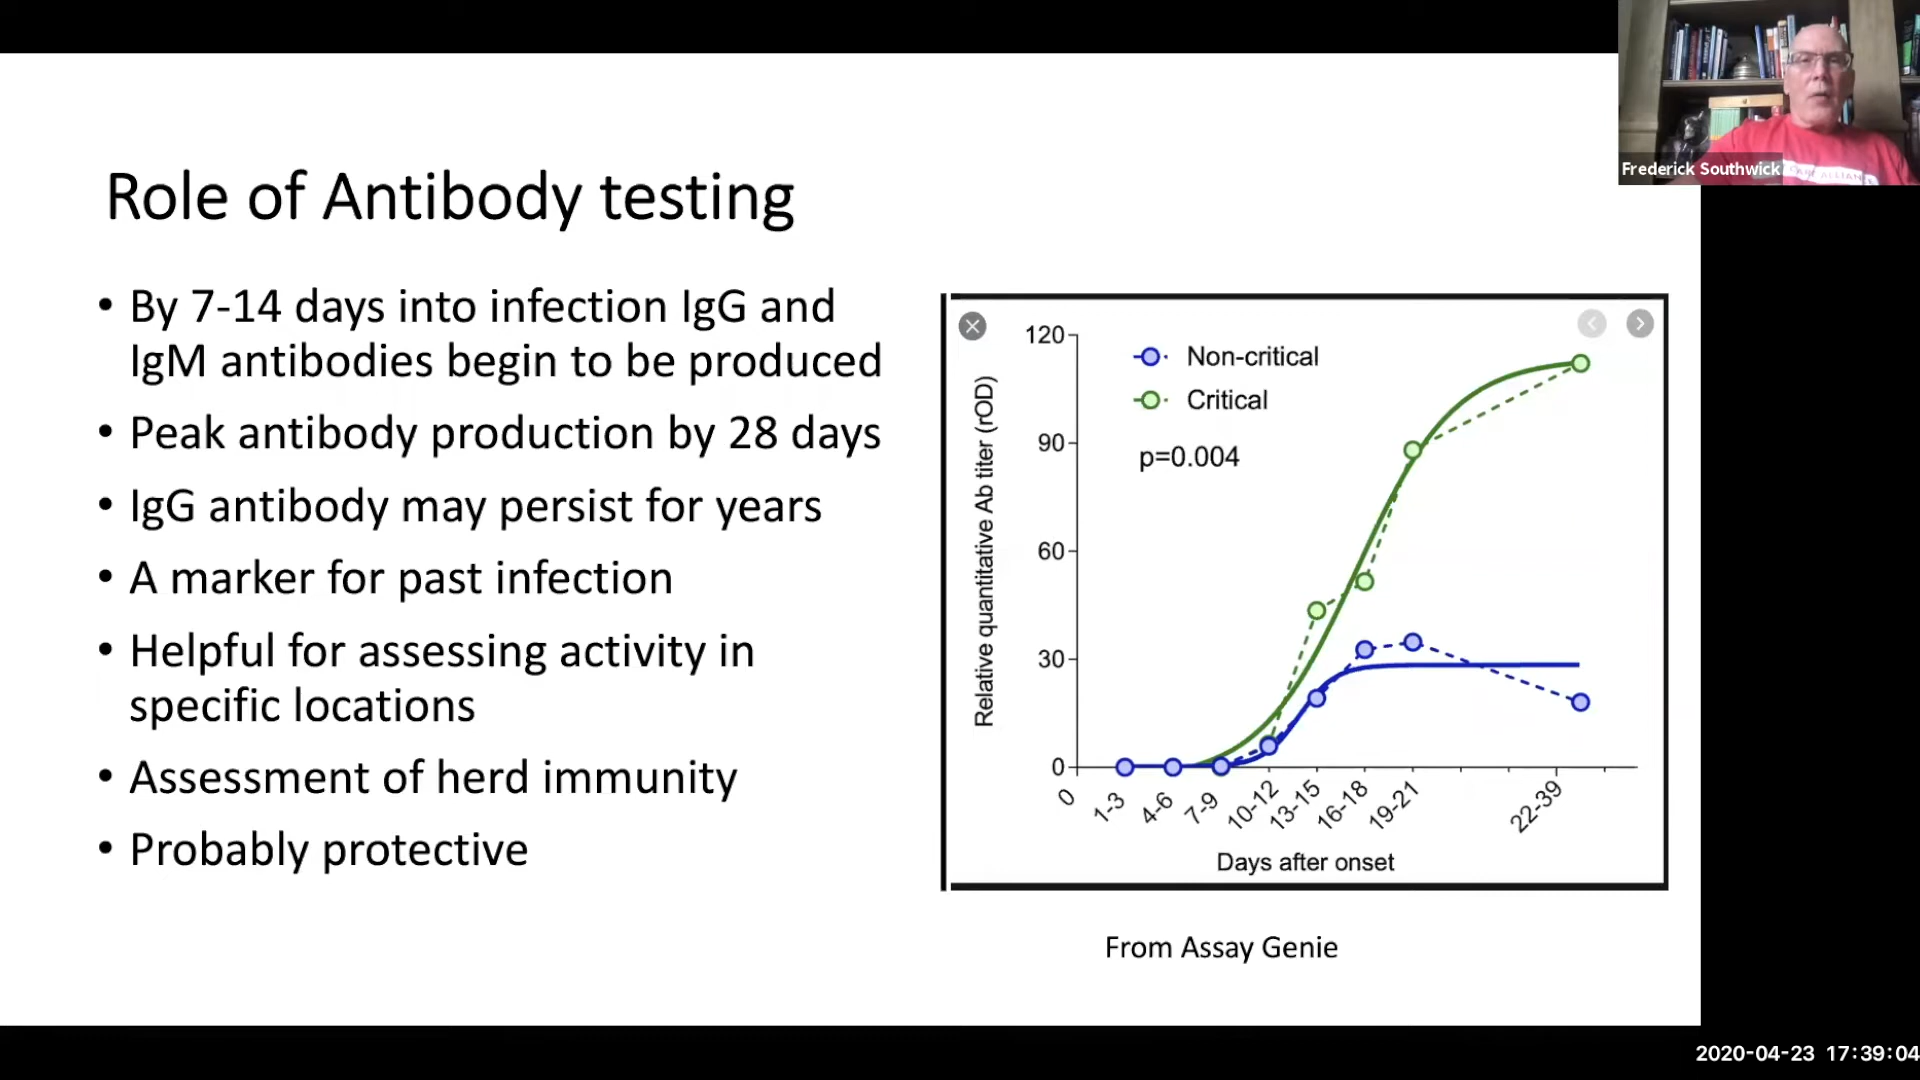 Frederick Southwick
Role of Antibody testing
• By 7-14 days into infection IgG and
IgM antibodies begin to be produced
• Peak antibody production by 28 days
• IgG antibody may persist for years
• A marker for past infection
• Helpful for assessing activity in
specific locations
• Assessment of herd immunity
• Probably protective
Relative quantitative Ab titer (rOD)
120
90
60
30
0
Non-critical
Critical
p=0.004
0 1-3 4-6 7-9 10-12 13-15 16-18 19-21 22-39
Days after onset
From Assay Genie
2020-04-23 17:39:04